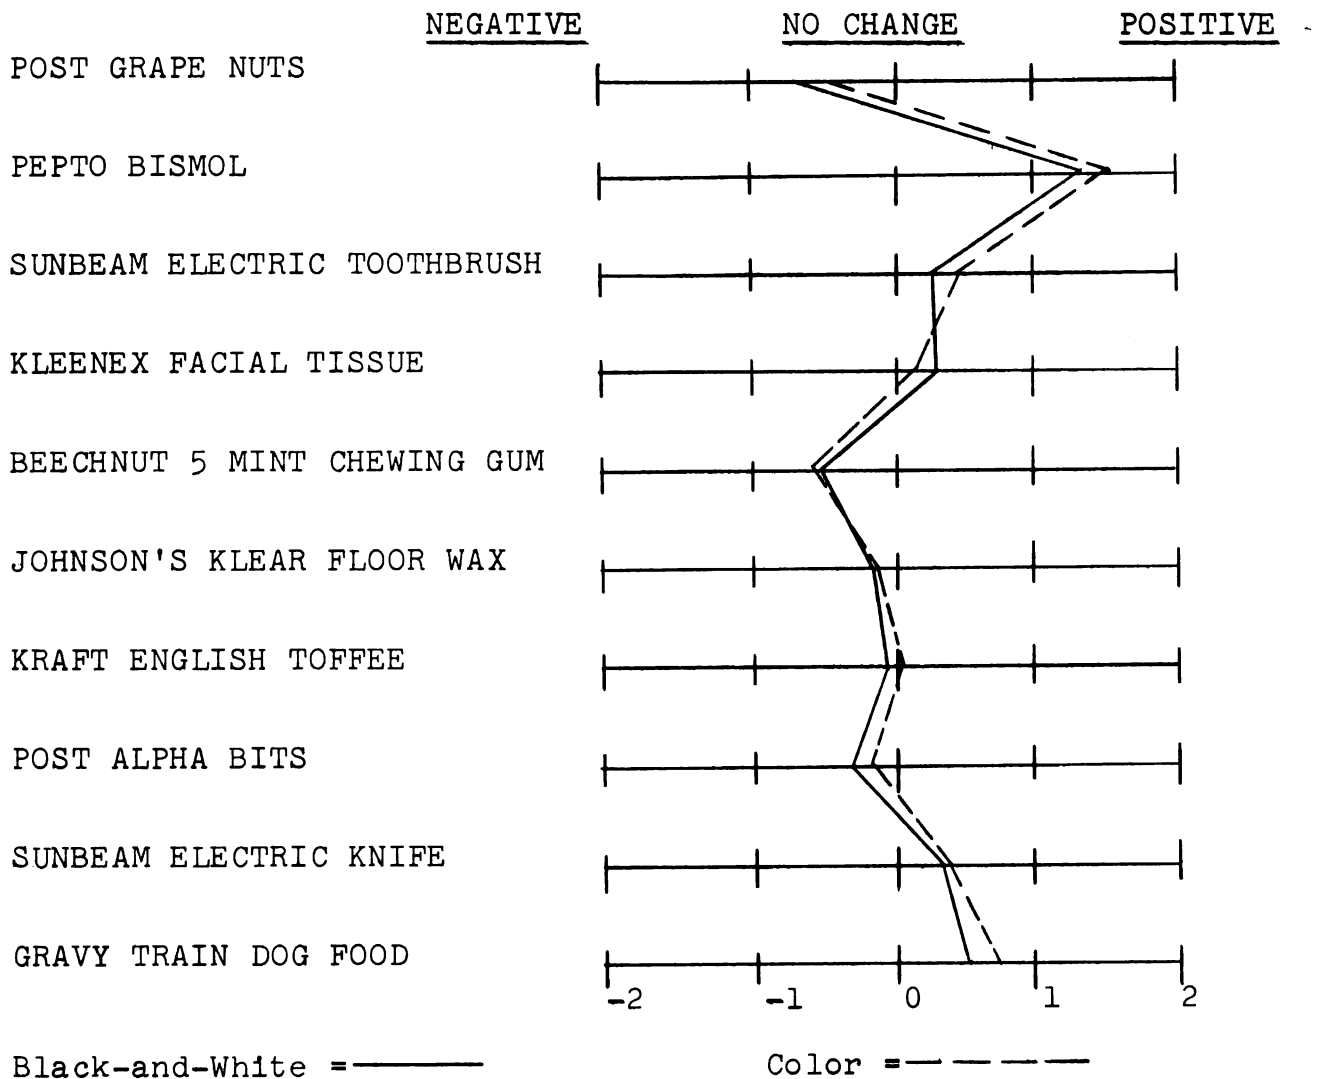 NEGATIVE NO CHANGE POSITIVE
POST GRAPE NUTS
PEPTO BISMOL
SUNBEAM ELECTRIC TOOTHBRUSH
KLEENEX FACIAL TISSUE
BEECHNUT 5 MINT CHEWING GUM
JOHNSON'S KLEAR FLOOR WAX
KRAFT ENGLISH TOFFEE
POST ALPHA BITS
SUNBEAM ELECTRIC KNIFE
GRAVY TRAIN DOG FOOD
-2 -1 0 1 2
Black-and-White = Color =